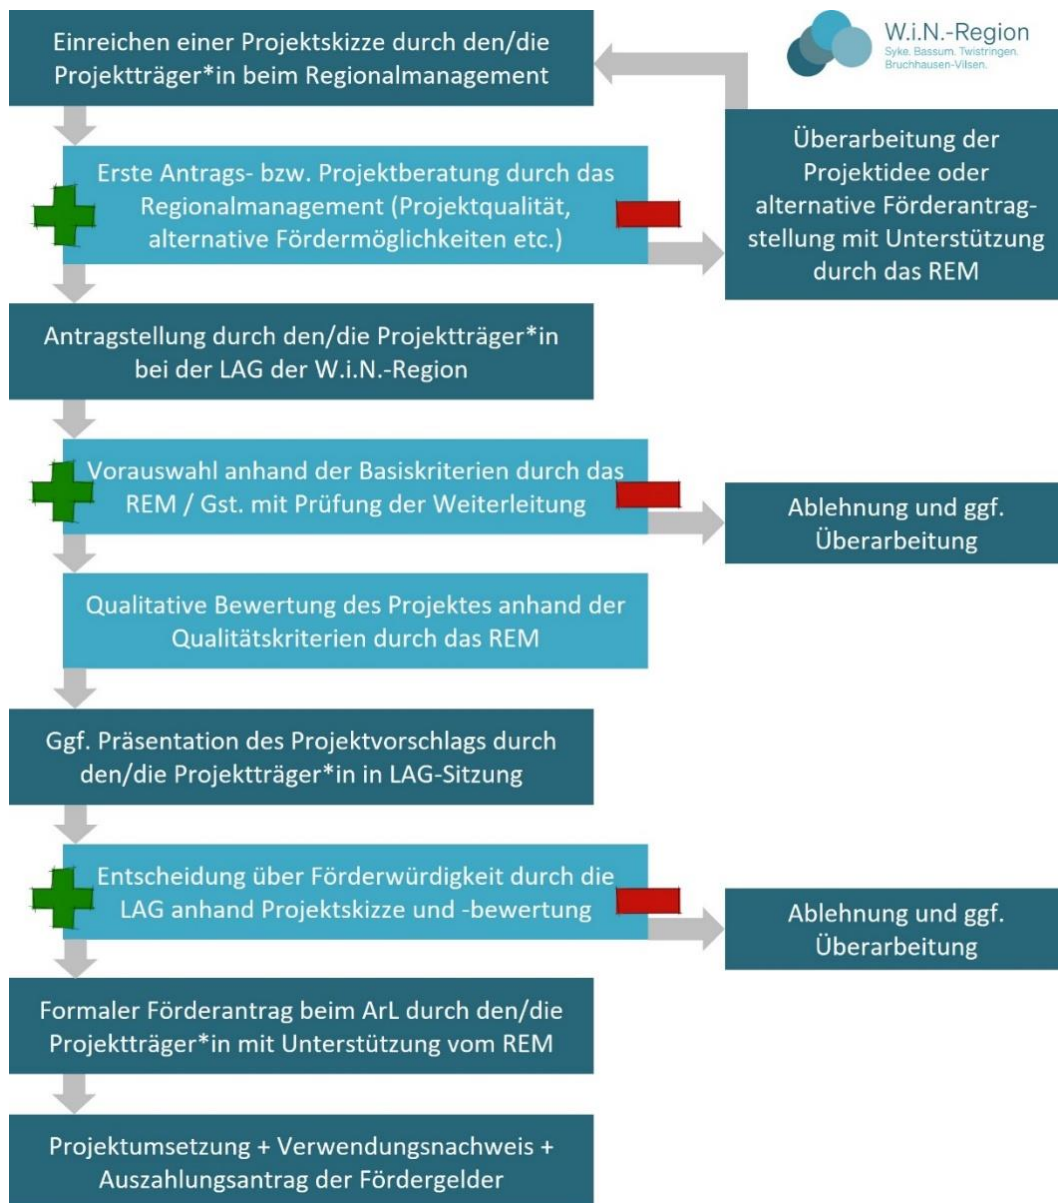 Einreichen einer Projektskizze durch den/die
Projektträger*in beim Regionalmanagement
W.i.N.-Region
Syke. Bassum. Twistringen.
Bruchhausen-Vilsen.
Erste Antrags- bzw. Projektberatung durch das
Regionalmanagement (Projektqualität,
alternative Fördermöglichkeiten etc.)
Überarbeitung der
Projektidee oder
alternative Förderantrag-
stellung mit Unterstützung
durch das REM
Antragstellung durch den/die Projektträger*in
bei der LAG der W.i.N.-Region
Vorauswahl anhand der Basiskriterien durch das
REM / Gst. mit Prüfung der Weiterleitung
Ablehnung und ggf.
Überarbeitung
Qualitative Bewertung des Projektes anhand der
Qualitätskriterien durch das REM
Ggf. Präsentation des Projektvorschlags durch
den/die Projektträger*in in LAG-Sitzung
Entscheidung über Förderwürdigkeit durch die
LAG anhand Projektskizze und -bewertung
Ablehnung und ggf.
Überarbeitung
Formaler Förderantrag beim ArL durch den/die
Projektträger*in mit Unterstützung vom REM
Projektumsetzung + Verwendungsnachweis +
Auszahlungsantrag der Fördergelder